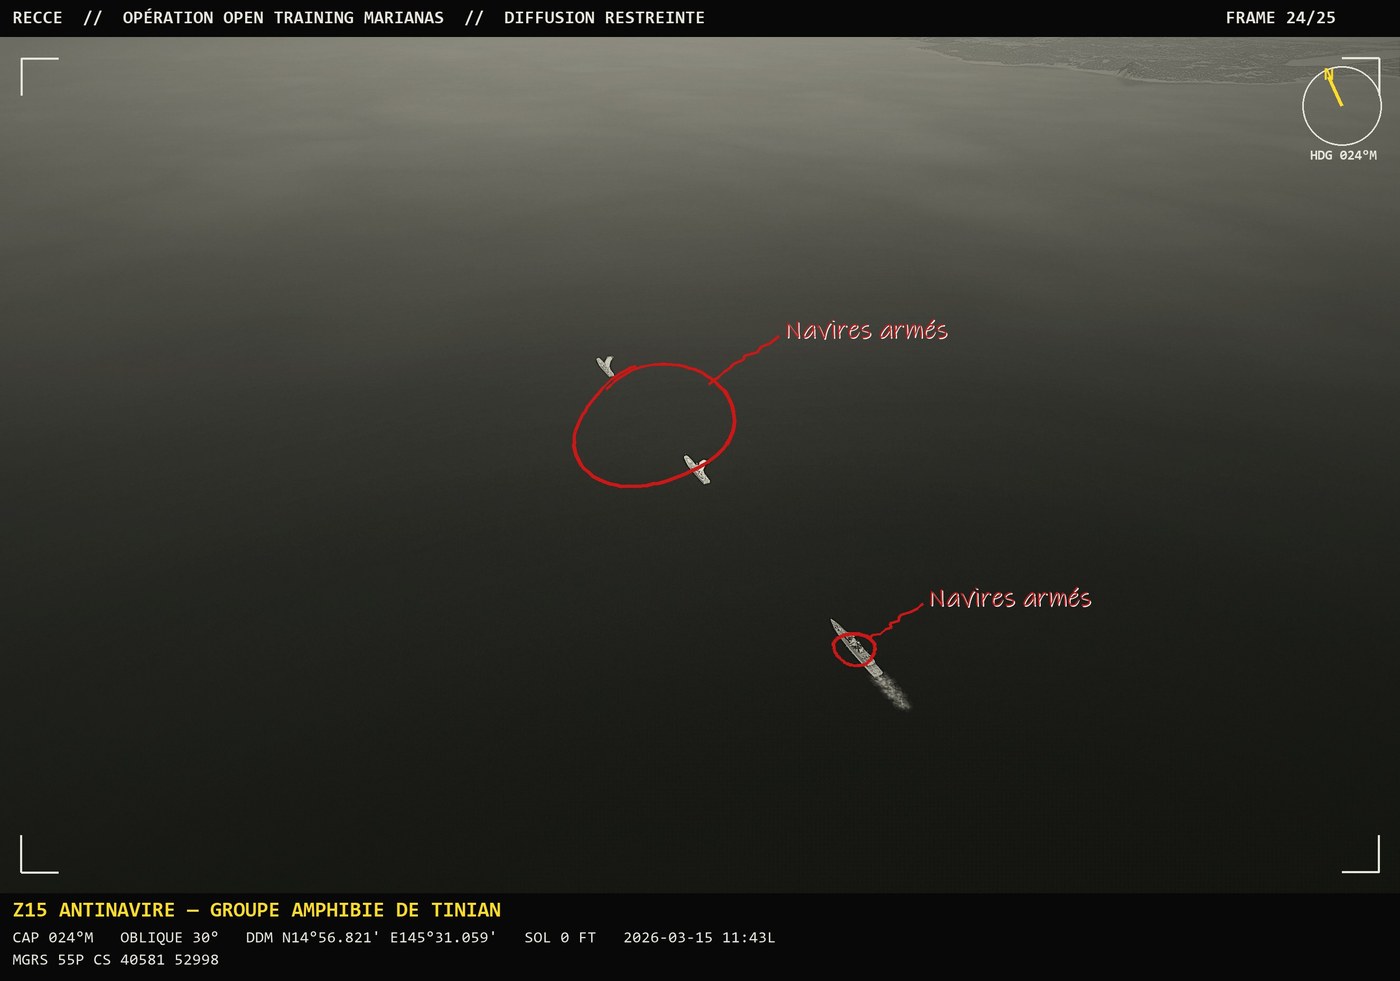 RECCE // OPÉRATION OPEN TRAINING MARIANAS // DIFFUSION RESTREINTE FRAME 24/25
N
HDG 024°M
Navires armés
Navires armés
Z15 ANTINAVIRE — GROUPE AMPHIBIE DE TINIAN
CAP 024°M OBLIQUE 30° DDM N14°56.821' E145°31.059' SOL 0 FT 2026-03-15 11:43L
MGRS 55P CS 40581 52998